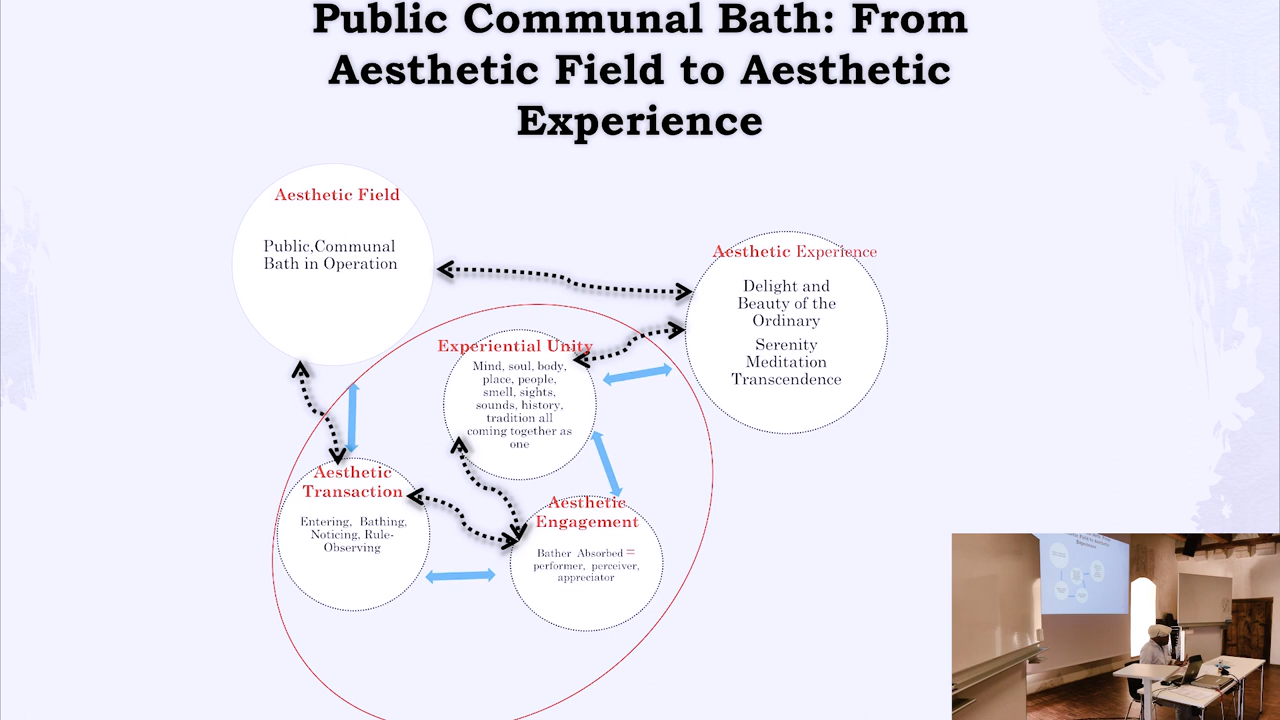 Public Communal Bath: From
Aesthetic Field to Aesthetic
Experience
Aesthetic Field
Public,Communal
Bath in Operation
Aesthetic Experience
Delight and
Beauty of the
Ordinary
Serenity
Meditation
Transcendence
Experiential Unity
Mind, soul, body,
place, people,
smell, sights,
sounds, history,
tradition all
coming together as
one
Aesthetic
Transaction
Entering, Bathing,
Noticing, Rule-
Observing
Aesthetic
Engagement
Bather Absorbed =
performer, perceiver,
appreciator